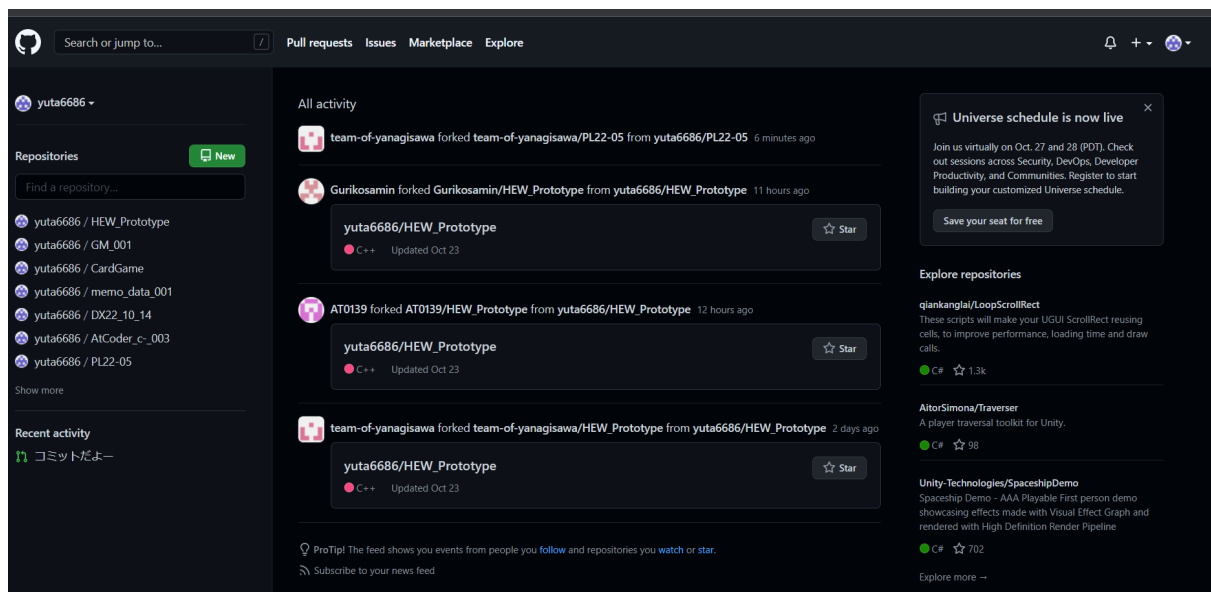 Search or jump to... /
Pull requests Issues Marketplace Explore
yuta6686
Repositories
New
Find a repository...
yuta6686 / HEW_Prototype
yuta6686 / GM_001
yuta6686 / CardGame
yuta6686 / memo_data_001
yuta6686 / DX22_10_14
yuta6686 / AtCoder_c-_003
yuta6686 / PL22-05
Show more
Recent activity
コミットだよー
All activity
team-of-yanagisawa forked team-of-yanagisawa/PL22-05 from yuta6686/PL22-05 6 minutes ago
Gurikosamin forked Gurikosamin/HEW_Prototype from yuta6686/HEW_Prototype 11 hours ago
yuta6686/HEW_Prototype
Star
C++ Updated Oct 23
AT0139 forked AT0139/HEW_Prototype from yuta6686/HEW_Prototype 12 hours ago
yuta6686/HEW_Prototype
Star
C++ Updated Oct 23
team-of-yanagisawa forked team-of-yanagisawa/HEW_Prototype from yuta6686/HEW_Prototype 2 days ago
yuta6686/HEW_Prototype
Star
C++ Updated Oct 23
ProTip! The feed shows you events from people you follow and repositories you watch or star.
Subscribe to your news feed
Universe schedule is now live
Join us virtually on Oct. 27 and 28 (PDT). Check
out sessions across Security, DevOps, Developer
Productivity, and Communities. Register to start
building your customized Universe schedule.
Save your seat for free
Explore repositories
qiankanglai/LoopScrollRect
These scripts will make your UGUI ScrollRect reusing
cells, to improve performance, loading time and draw
calls.
C# 1.3k
AitorSimona/Traverser
A player traversal toolkit for Unity.
C# 98
Unity-Technologies/SpaceshipDemo
Spaceship Demo - AAA Playable First person demo
showcasing effects made with Visual Effect Graph and
rendered with High Definition Render Pipeline
C# 702
Explore more →